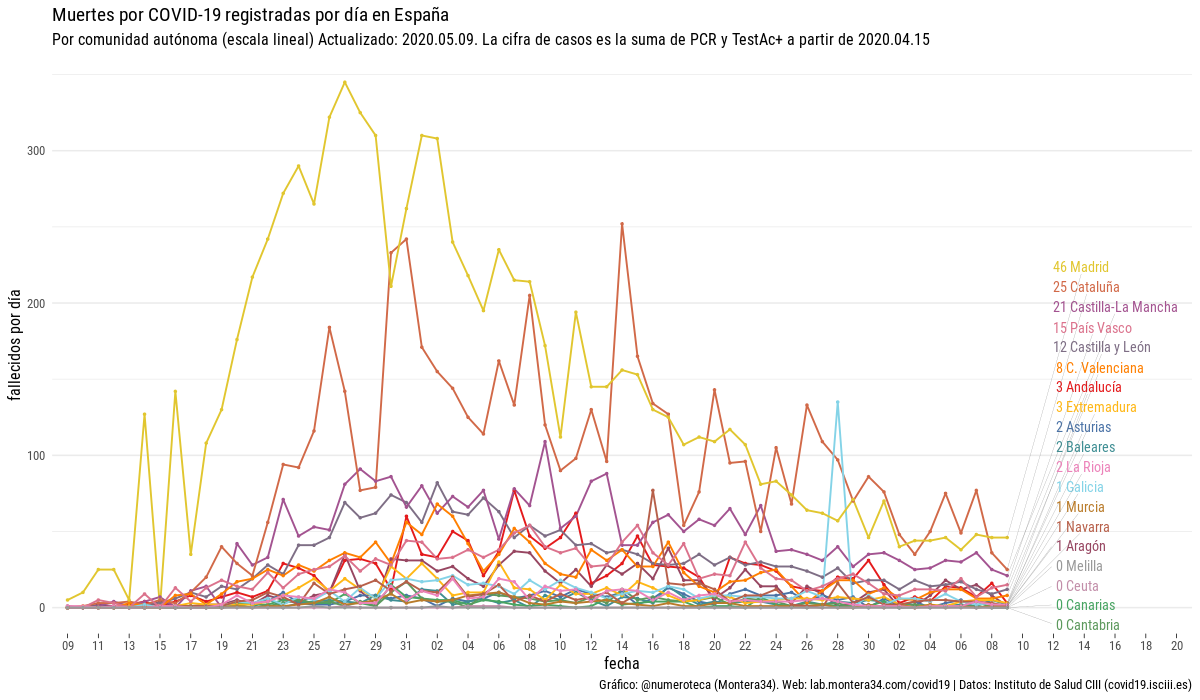 Muertes por COVID-19 registradas por día en España
Por comunidad autónoma (escala lineal) Actualizado: 2020.05.09. La cifra de casos es la suma de PCR y TestAc+ a partir de 2020.04.15
fallecidos por día
300
200
100
0
46 Madrid
25 Cataluña
21 Castilla-La Mancha
15 País Vasco
12 Castilla y León
8 C. Valenciana
3 Andalucía
3 Extremadura
2 Asturias
2 Baleares
2 La Rioja
1 Galicia
1 Murcia
1 Navarra
1 Aragón
0 Melilla
0 Ceuta
0 Canarias
0 Cantabria
09 11 13 15 17 19 21 23 25 27 29 31 02 04 06 08 10 12 14 16 18 20 22 24 26 28 30 02 04 06 08 10 12 14 16 18 20
fecha
Gráfico: @numeroteca (Montera34). Web: lab.montera34.com/covid19 | Datos: Instituto de Salud CIII (covid19.isciii.es)